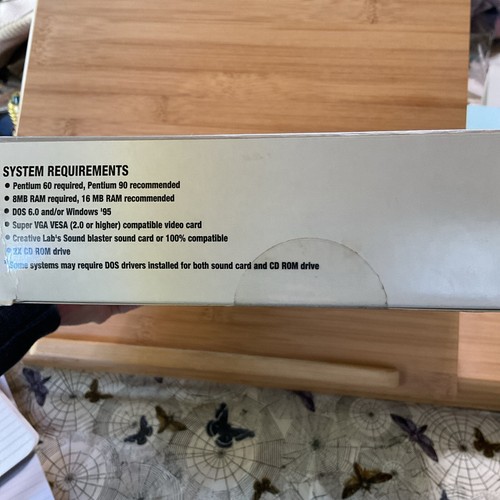 SYSTEM REQUIREMENTS
• Pentium 60 required, Pentium 90 recommended
• 8MB RAM required, 16 MB RAM recommended
• DOS 6.0 and/or Windows '95
• Super VGA VESA (2.0 or higher) compatible video card
• Creative Lab's Sound blaster sound card or 100% compatible
• 2X CD ROM drive
• Some systems may require DOS drivers installed for both sound card and CD ROM drive